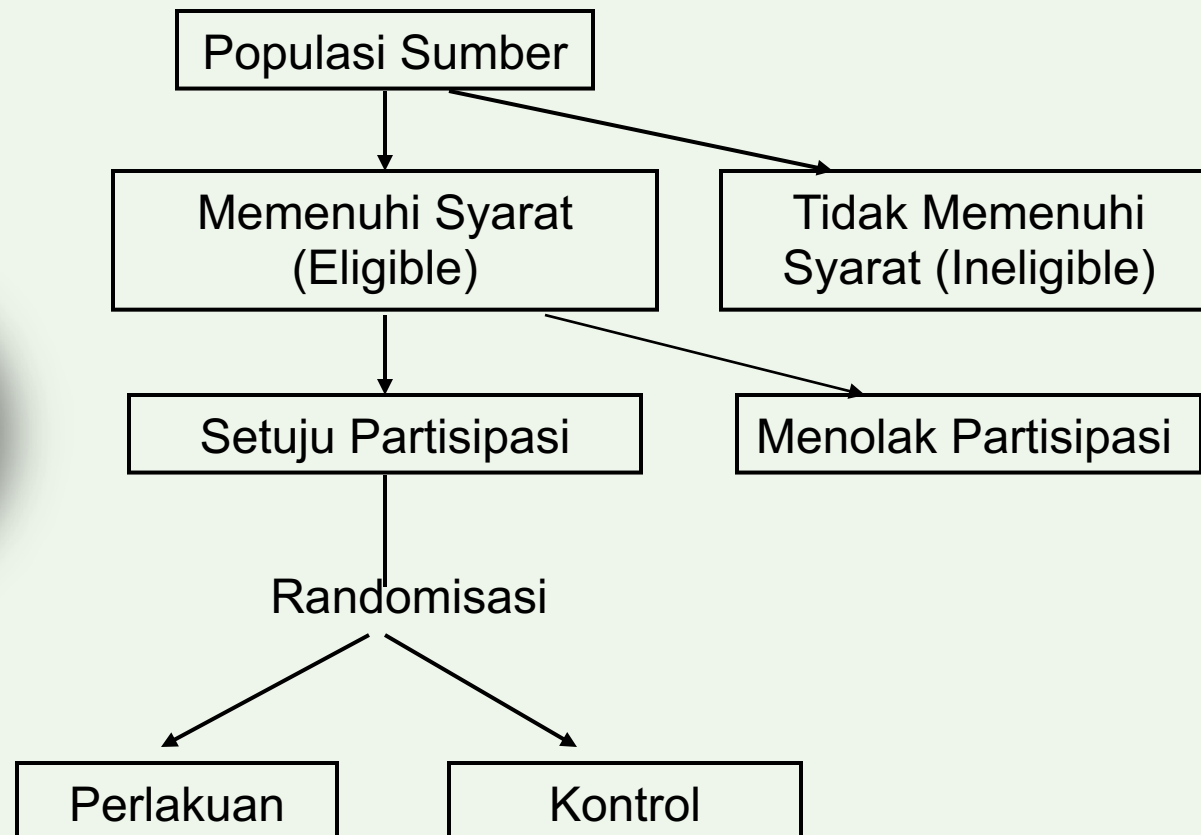 Populasi Sumber
Memenuhi Syarat
(Eligible)
Tidak Memenuhi
Syarat (Ineligible)
Setuju Partisipasi
Menolak Partisipasi
Randomisasi
Perlakuan
Kontrol